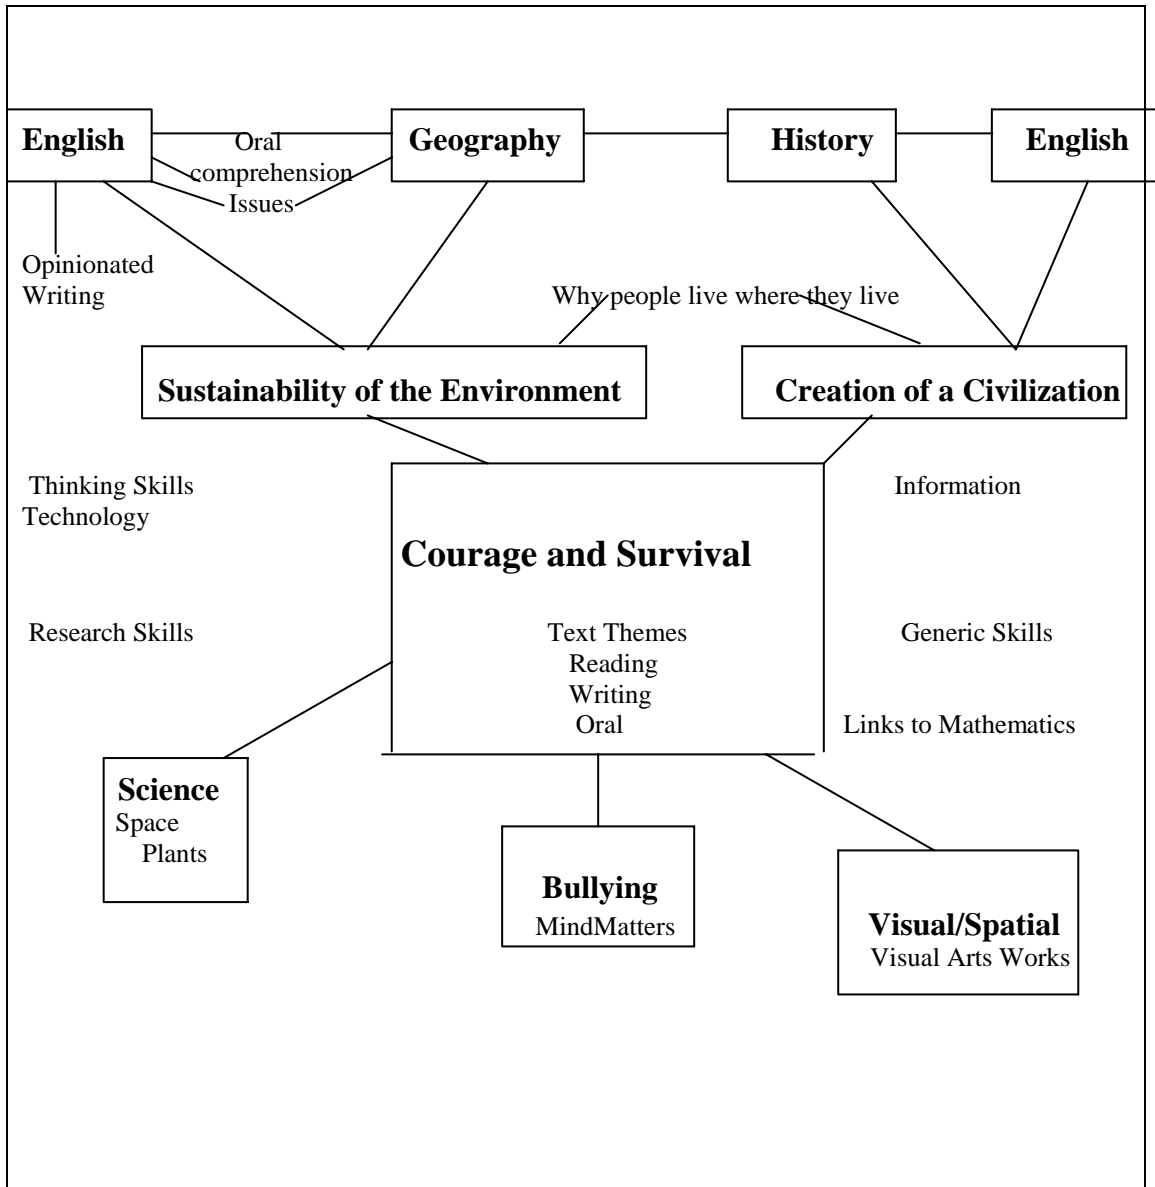 English
Geography
History
English
Oral
comprehension
Issues
Opinionated
Writing
Why people live where they live
Sustainability of the Environment
Creation of a Civilization
Thinking Skills
Information
Technology
Courage and Survival
Research Skills
Text Themes
Generic Skills
Reading
Writing
Oral
Links to Mathematics
Science
Space
Plants
Bullying
MindMatters
Visual/Spatial
Visual Arts Works